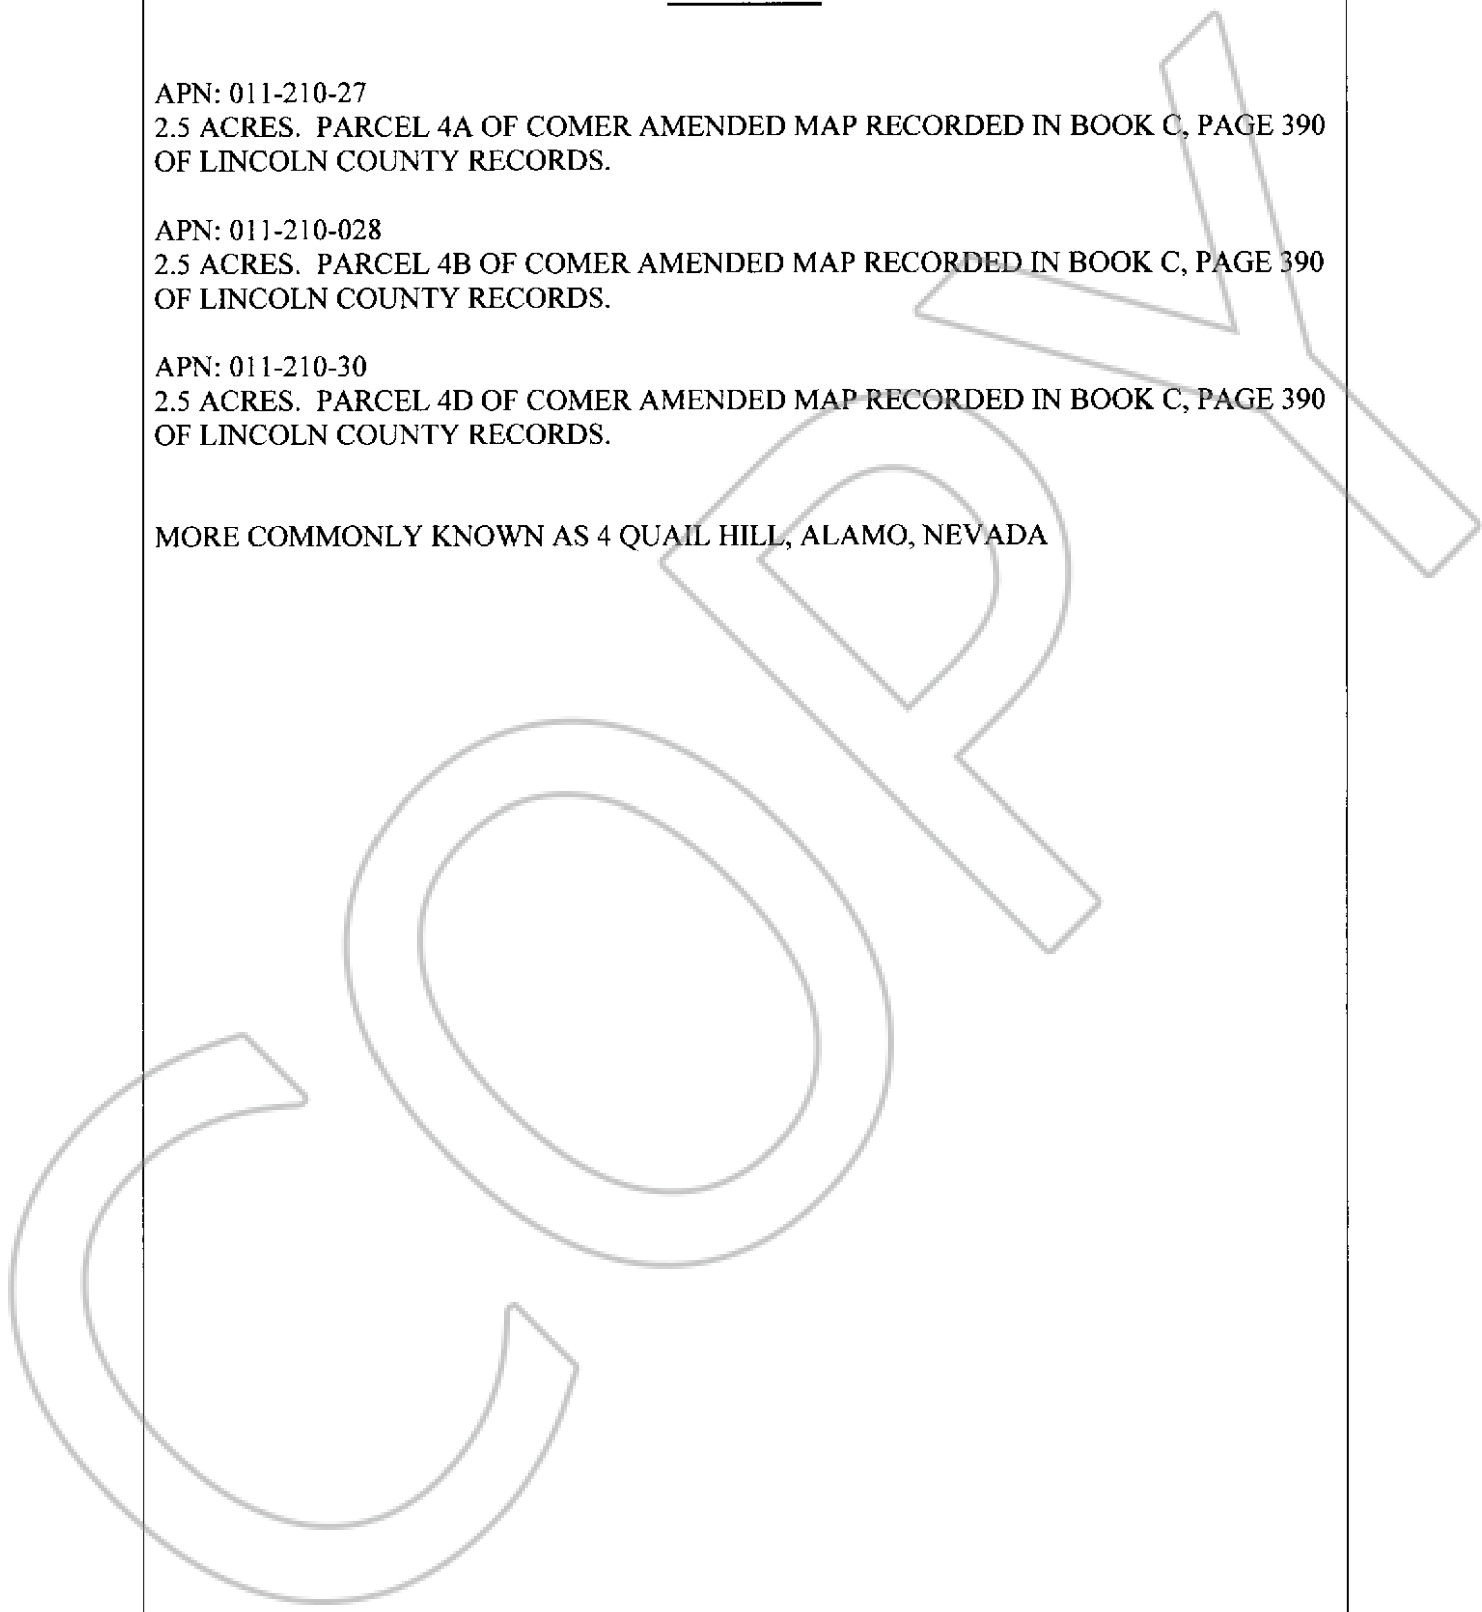 APN: 011-210-27
2.5 ACRES. PARCEL 4A OF COMER AMENDED MAP RECORDED IN BOOK C, PAGE 390
OF LINCOLN COUNTY RECORDS.
APN: 011-210-028
2.5 ACRES. PARCEL 4B OF COMER AMENDED MAP RECORDED IN BOOK C, PAGE 390
OF LINCOLN COUNTY RECORDS.
APN: 011-210-30
2.5 ACRES. PARCEL 4D OF COMER AMENDED MAP RECORDED IN BOOK C, PAGE 390
OF LINCOLN COUNTY RECORDS.
MORE COMMONLY KNOWN AS 4 QUAIL HILL, ALAMO, NEVADA
COPY